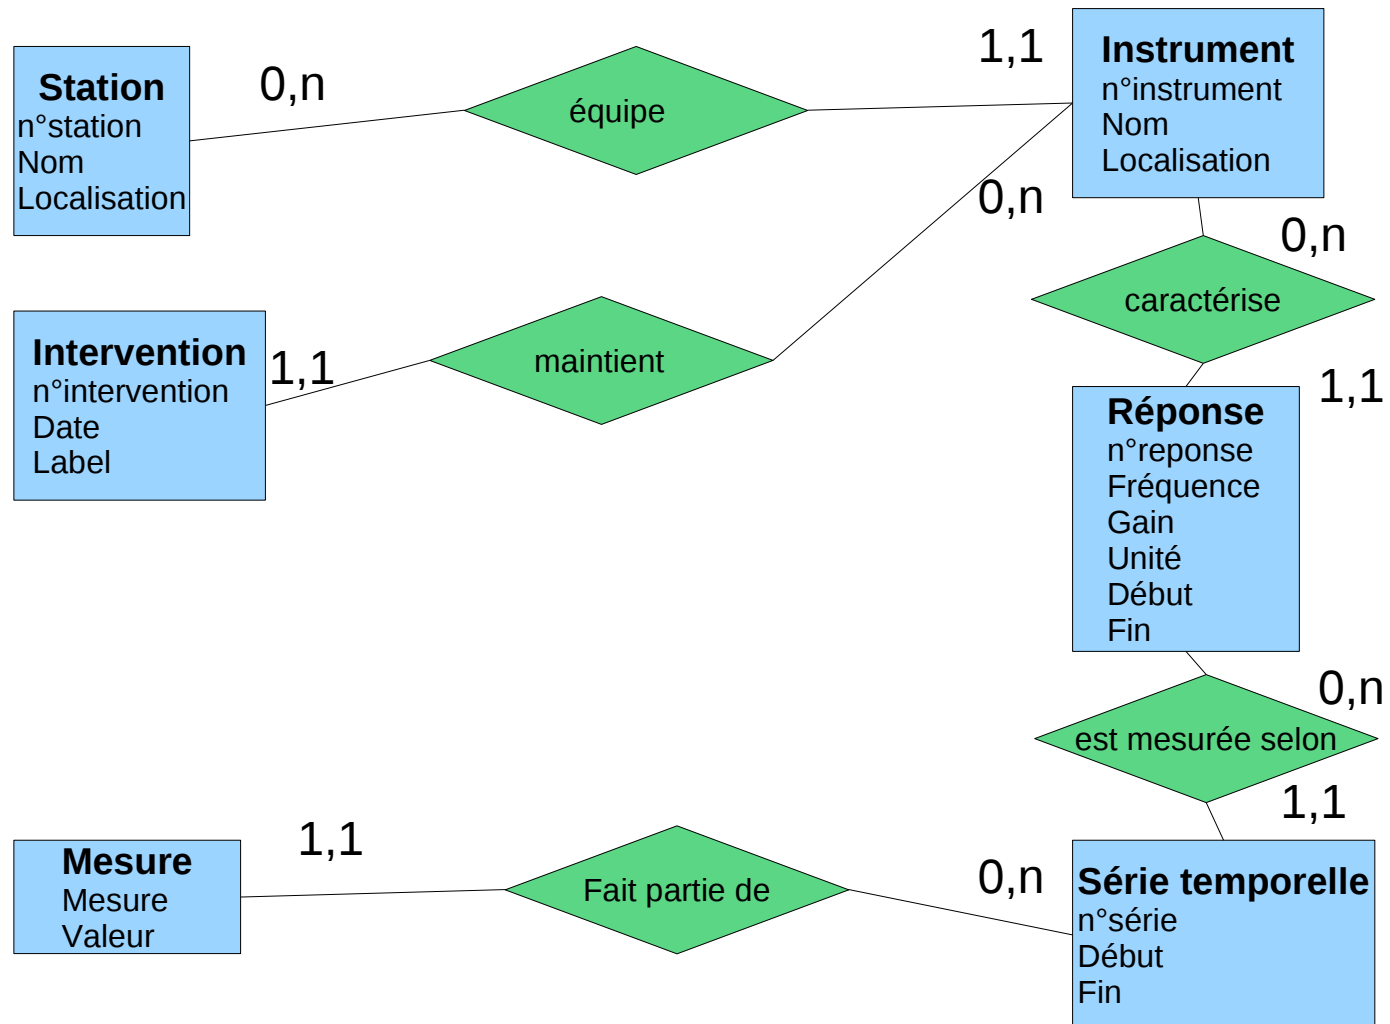 Station
n°station
Nom
Localisation
0,n
équipe
1,1
Instrument
n°instrument
Nom
Localisation
0,n
0,n
caractérise
1,1
Intervention
n°intervention
Date
Label
1,1
maintient
Réponse
n°reponse
Fréquence
Gain
Unité
Début
Fin
0,n
est mesurée selon
1,1
Mesure
Mesure
Valeur
1,1
Fait partie de
0,n
Série temporelle
n°série
Début
Fin